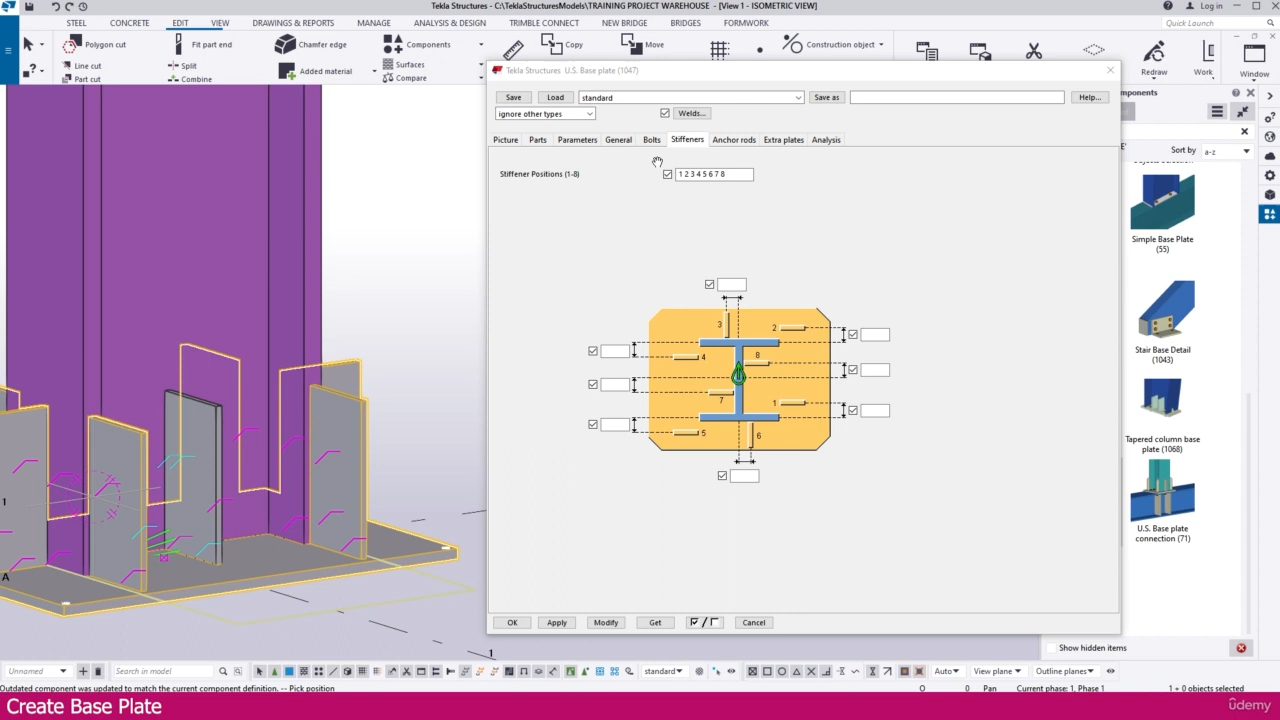 Tekla Structures - C:\TeklaStructuresModels\TRAINING PROJECT WAREHOUSE - [View 1 - ISOMETRIC VIEW]
Log in
STEEL CONCRETE EDIT VIEW DRAWINGS & REPORTS MANAGE ANALYSIS & DESIGN TRIMBLE CONNECT NEW BRIDGE BRIDGES FORMWORK
Quick Launch
Polygon cut Fit part end Chamfer edge Components Copy Move Construction object
Line cut Split Added material Surfaces Redraw Work Window
Part cut Combine Compare
Tekla Structures U.S. Base plate (1047)
Save Load standard Save as Help...
ignore other types Welds...
Picture Parts Parameters General Bolts Stiffeners Anchor rods Extra plates Analysis
Stiffener Positions (1-8) 1 2 3 4 5 6 7 8
3 2
4 8
7 1
5 6
OK Apply Modify Get / Cancel
mponents
Sort by a-z
Simple Base Plate
(55)
Stair Base Detail
(1043)
Tapered column base
plate (1068)
U.S. Base plate
connection (71)
Show hidden items
1
A
1
Unnamed Search in model standard Auto View plane Outline planes
Outdated component was updated to match the current component definition. -- Pick position O 0 Pan Current phase: 1, Phase 1 1 + 0 objects selected
Create Base Plate
ûdemy